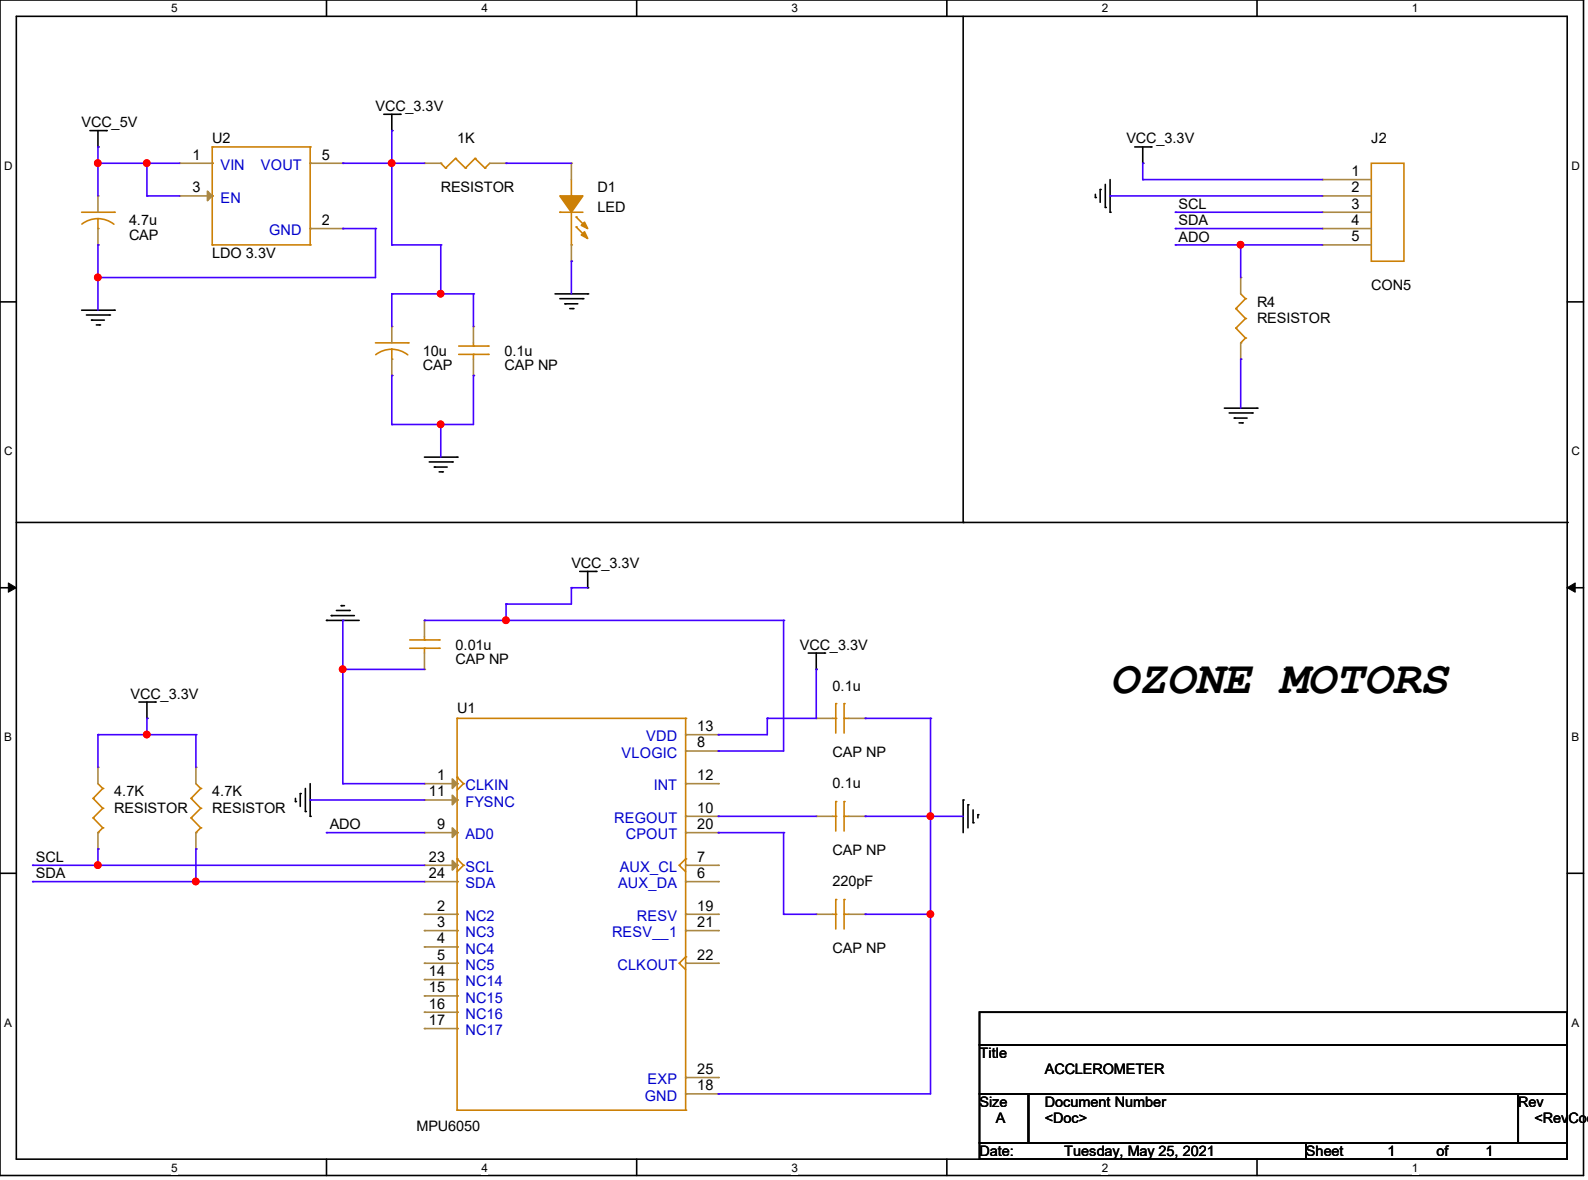 5 4 3 2 1
D
VCC_5V
VCC_3.3V
U2
1 VIN VOUT 5
3 EN
GND 2
LDO 3.3V
4.7u
CAP
1K
RESISTOR
D1
LED
10u
CAP
0.1u
CAP NP
VCC_3.3V
J2
1
2
SCL 3
SDA 4
ADO 5
CON5
R4
RESISTOR
D
C
C
VCC_3.3V
0.01u
CAP NP
VCC_3.3V
VCC_3.3V
4.7K
RESISTOR
4.7K
RESISTOR
ADO
SCL
SDA
U1
1 CLKIN
11 FYSNC
9 AD0
23 SCL
24 SDA
2 NC2
3 NC3
4 NC4
5 NC5
14 NC14
15 NC15
16 NC16
17 NC17
VDD 13
VLOGIC 8
INT 12
REGOUT 10
CPOUT 20
AUX_CL 7
AUX_DA 6
RESV 19
RESV__1 21
CLKOUT 22
EXP 25
GND 18
MPU6050
0.1u
CAP NP
0.1u
CAP NP
220pF
CAP NP
OZONE MOTORS
B
B
A
A
Title
ACCLEROMETER
Size
A
Document Number
<Doc>
Rev
<RevCo
Date: Tuesday, May 25, 2021 Sheet 1 of 1
5 4 3 2 1